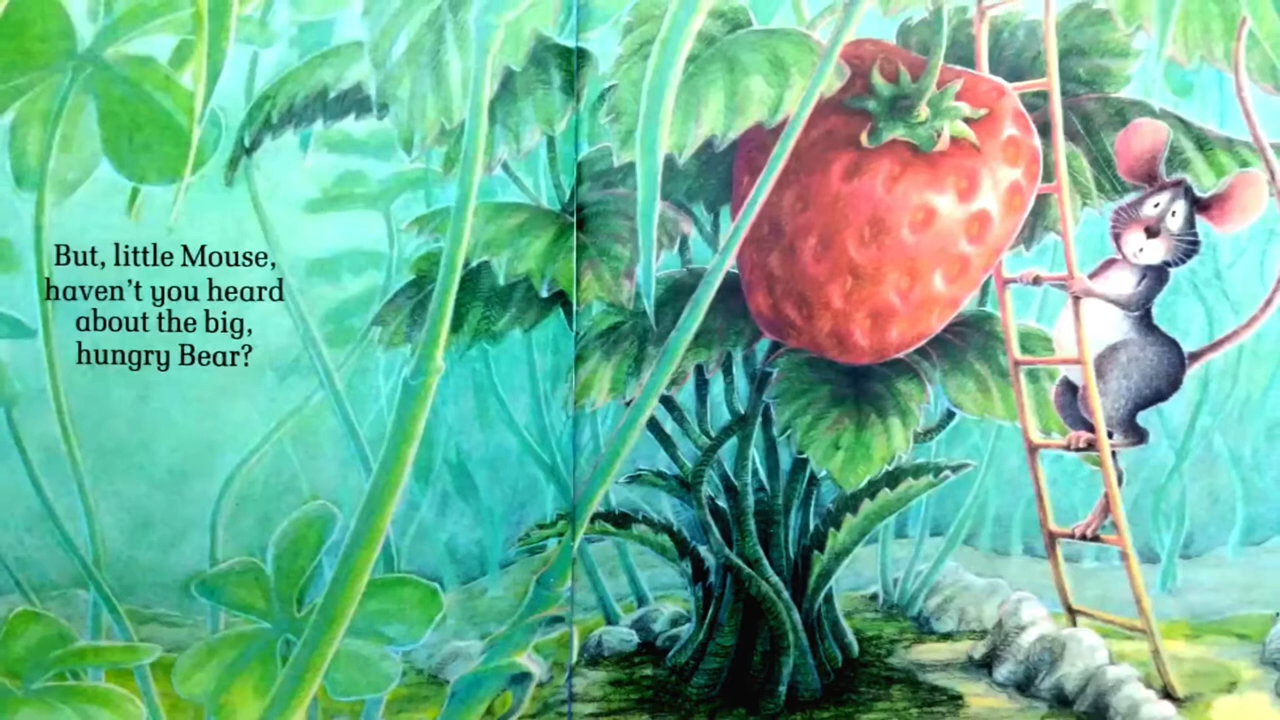 But, little Mouse,
haven't you heard
about the big,
hungry Bear?